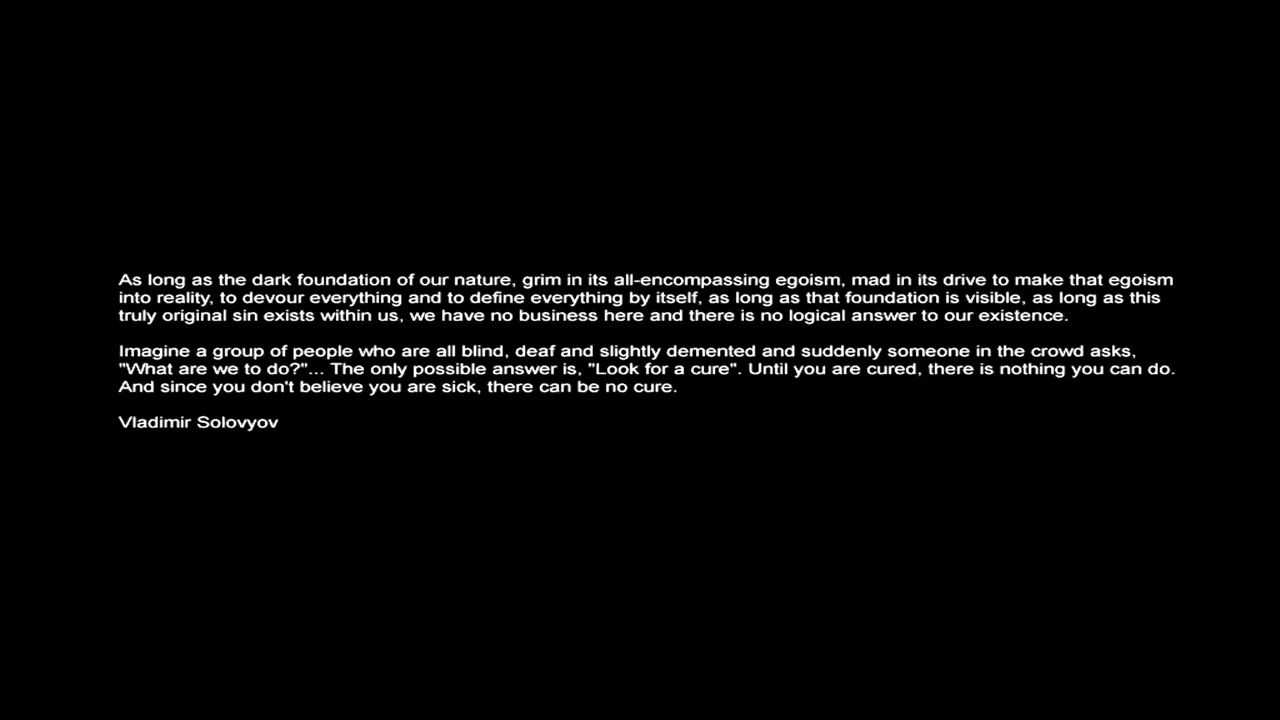 As long as the dark foundation of our nature, grim in its all-encompassing egoism, mad in its drive to make that egoism
into reality, to devour everything and to define everything by itself, as long as that foundation is visible, as long as this
truly original sin exists within us, we have no business here and there is no logical answer to our existence.
Imagine a group of people who are all blind, deaf and slightly demented and suddenly someone in the crowd asks,
"What are we to do?"... The only possible answer is, "Look for a cure". Until you are cured, there is nothing you can do.
And since you don't believe you are sick, there can be no cure.
Vladimir Solovyov